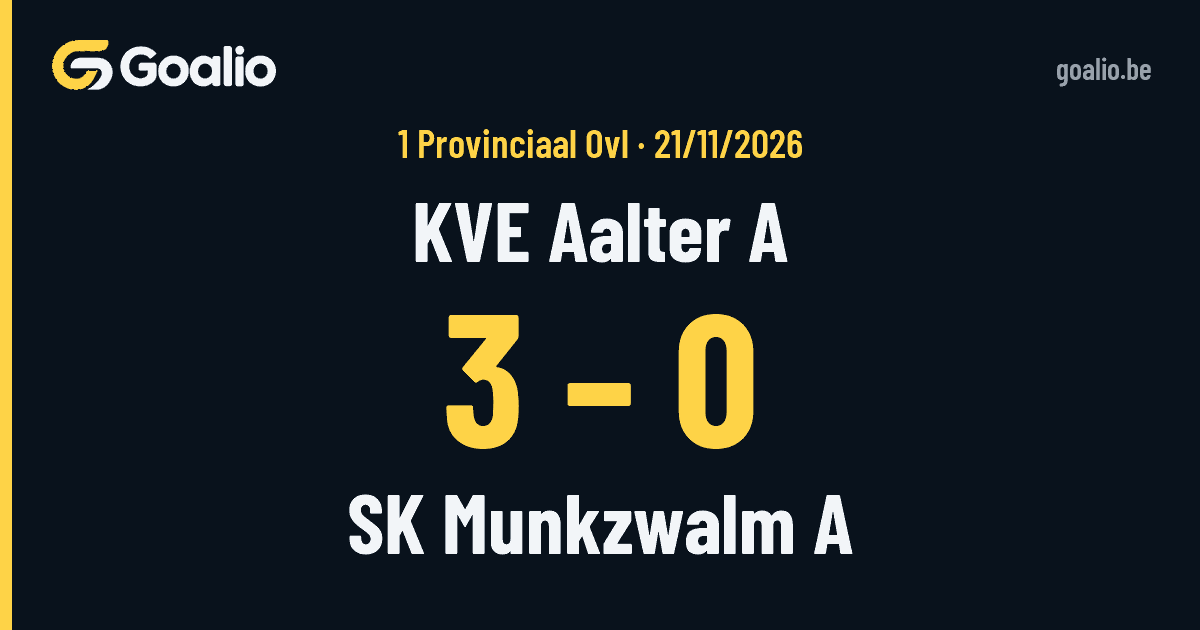 Goalio
goalio.be
1 Provinciaal Ovl · 21/11/2026
KVE Aalter A
3 – 0
SK Munkzwalm A